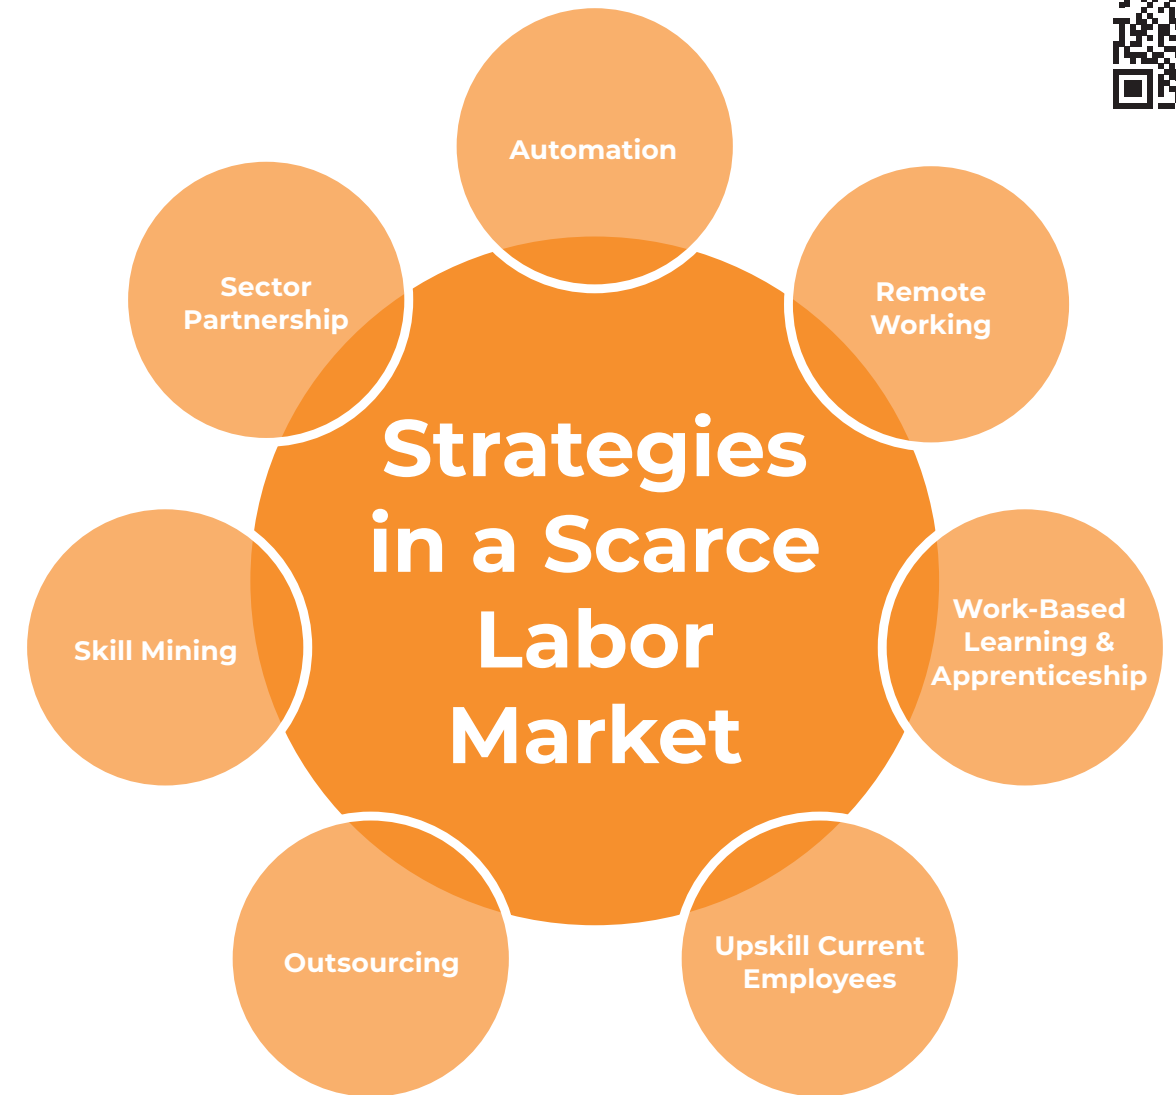 Automation
Sector
Partnership
Remote
Working
Strategies
in a Scarce
Labor
Market
Skill Mining
Work-Based
Learning &
Apprenticeship
Outsourcing
Upskill Current
Employees